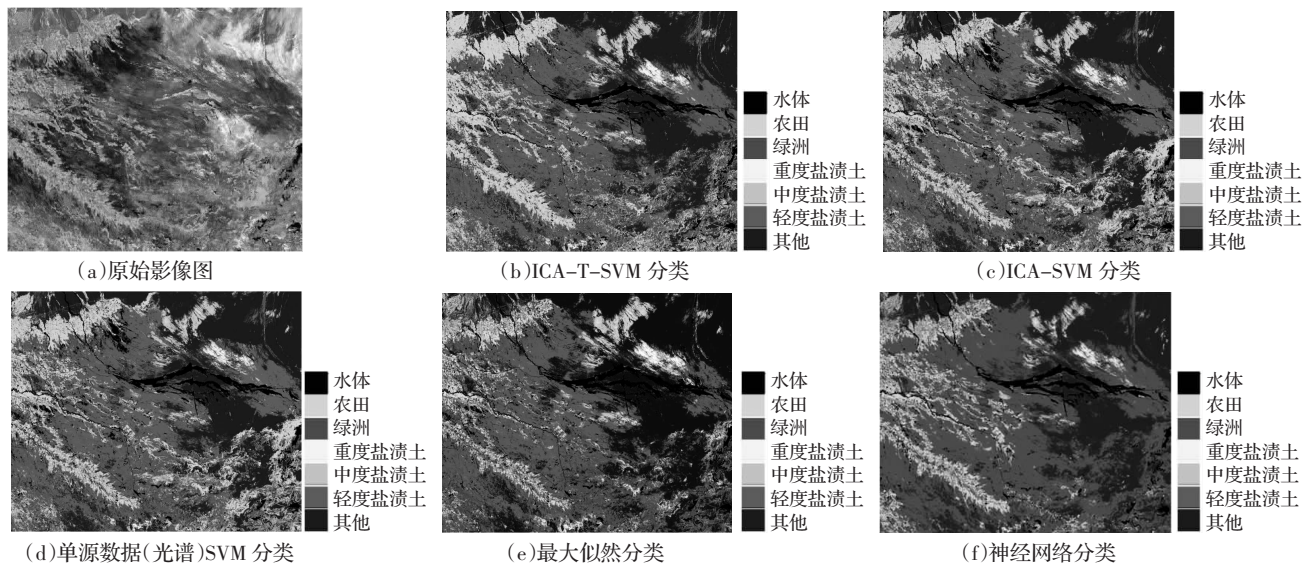 水体
农田
绿洲
重度盐渍土
中度盐渍土
轻度盐渍土
其他
水体
农田
绿洲
重度盐渍土
中度盐渍土
轻度盐渍土
其他
(a)原始影像图
(b)ICA-T-SVM 分类
(c)ICA-SVM 分类
水体
农田
绿洲
重度盐渍土
中度盐渍土
轻度盐渍土
其他
水体
农田
绿洲
重度盐渍土
中度盐渍土
轻度盐渍土
其他
水体
农田
绿洲
重度盐渍土
中度盐渍土
轻度盐渍土
其他
(d)单源数据(光谱)SVM 分类
(e)最大似然分类
(f)神经网络分类